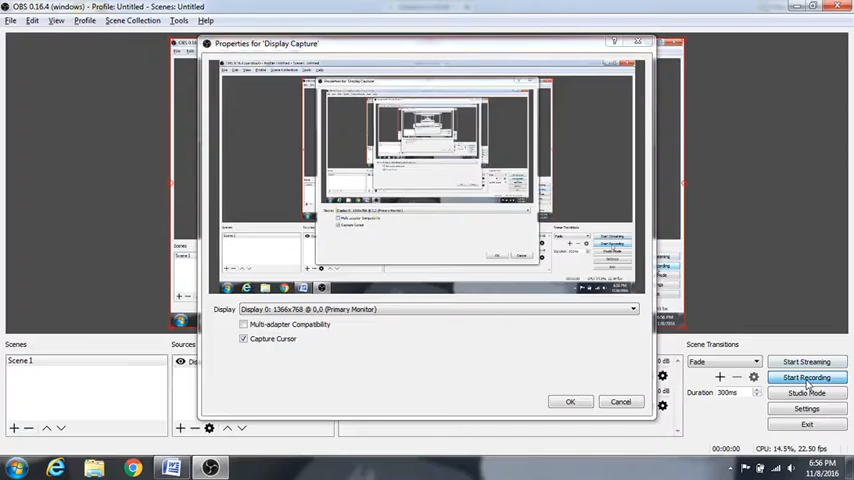 OBS 0.16.4 (windows) - Profile: Untitled - Scenes: Untitled
File Edit View Profile Scene Collection Tools Help
Properties for 'Display Capture'
Display Display 0: 1366x768 @ 0,0 (Primary Monitor)
Multi-adapter Compatibility
Capture Cursor
OK Cancel
Scenes
Scene 1
Sources
Scene Transitions
Fade
Duration 300ms
Start Streaming
Start Recording
Studio Mode
Settings
Exit
00:00:00 CPU: 14.5%, 22.50 fps
6:56 PM
11/8/2016